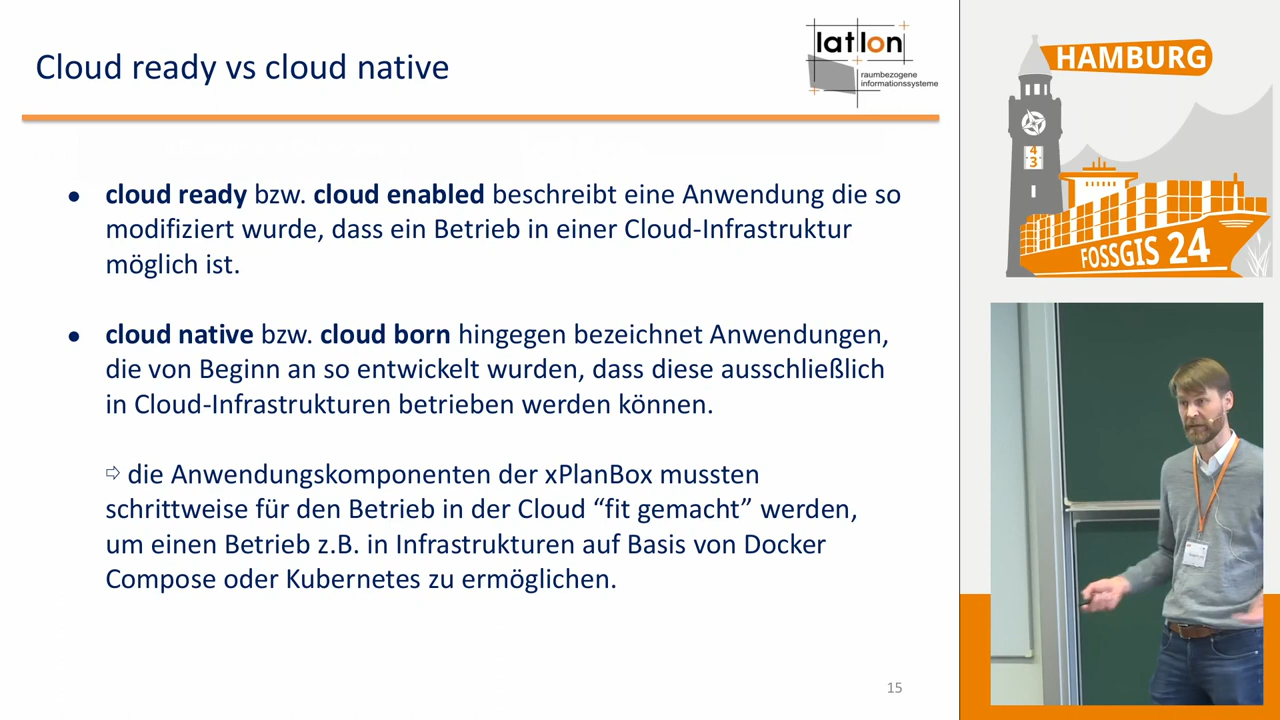 Cloud ready vs cloud native
lat lon
raumbezogene
informationssysteme
● cloud ready bzw. cloud enabled beschreibt eine Anwendung die so
modifiziert wurde, dass ein Betrieb in einer Cloud-Infrastruktur
möglich ist.
● cloud native bzw. cloud born hingegen bezeichnet Anwendungen,
die von Beginn an so entwickelt wurden, dass diese ausschließlich
in Cloud-Infrastrukturen betrieben werden können.
⇨ die Anwendungskomponenten der xPlanBox mussten
schrittweise für den Betrieb in der Cloud “fit gemacht” werden,
um einen Betrieb z.B. in Infrastrukturen auf Basis von Docker
Compose oder Kubernetes zu ermöglichen.
15
HAMBURG
4
3
FOSSGIS 24